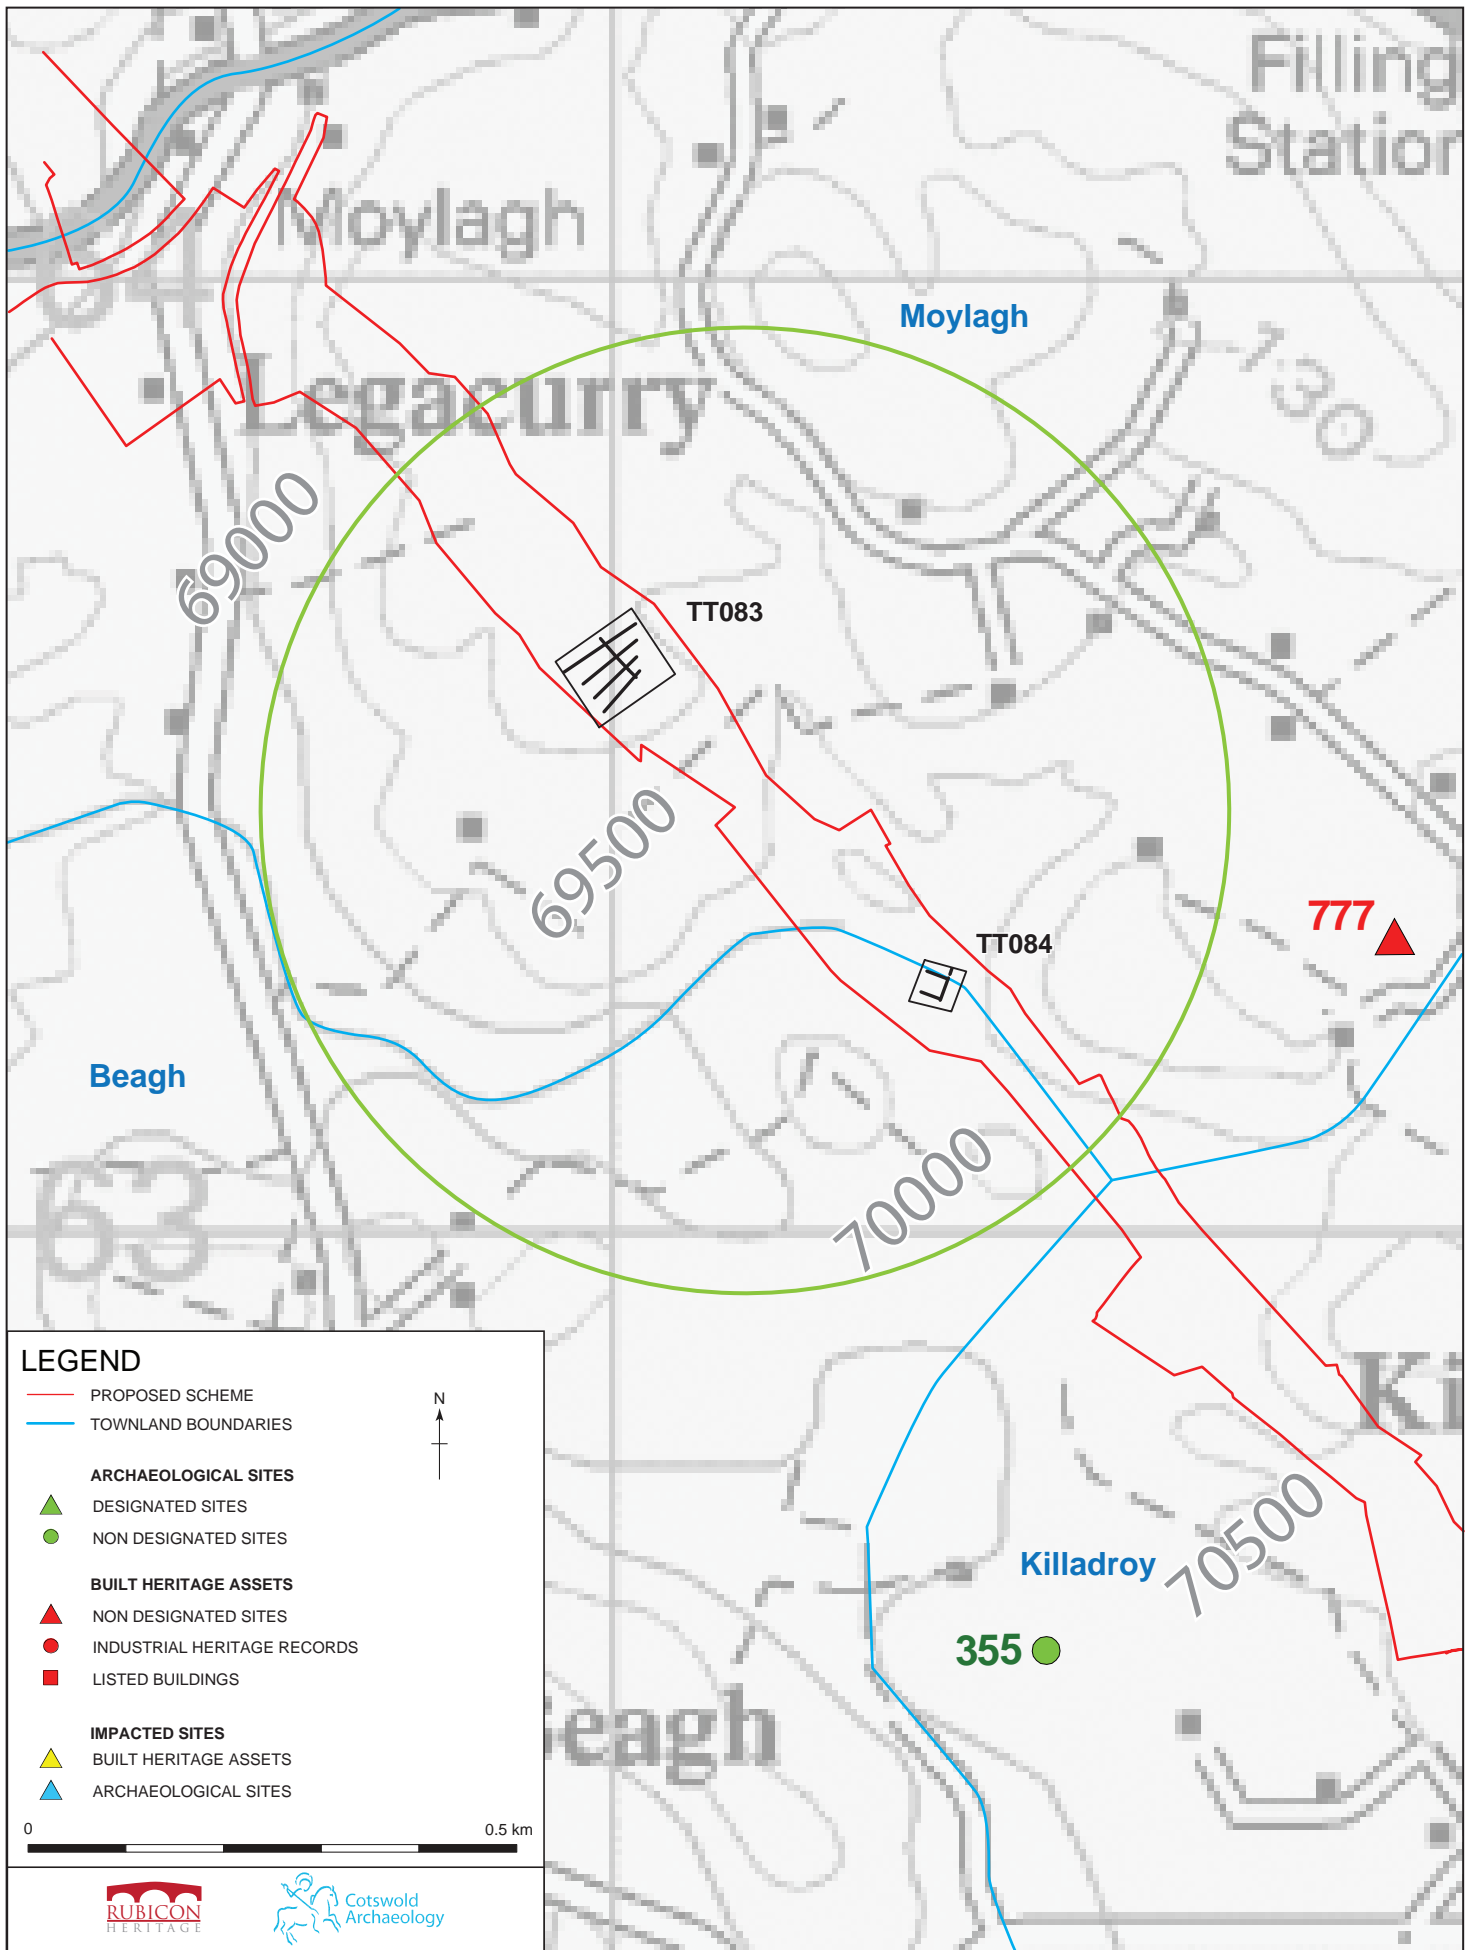 Filling
Station
Moylagh
64
Moylagh
Legacurry
130
69000
TT083
69500
777
TT084
Beagh
70000
63
Ki
70500
Killadroy
355
Beagh
LEGEND
PROPOSED SCHEME
N
TOWNLAND BOUNDARIES
ARCHAEOLOGICAL SITES
DESIGNATED SITES
NON DESIGNATED SITES
BUILT HERITAGE ASSETS
NON DESIGNATED SITES
INDUSTRIAL HERITAGE RECORDS
LISTED BUILDINGS
IMPACTED SITES
BUILT HERITAGE ASSETS
ARCHAEOLOGICAL SITES
0 0.5 km
RUBICON
HERITAGE
Cotswold
Archaeology